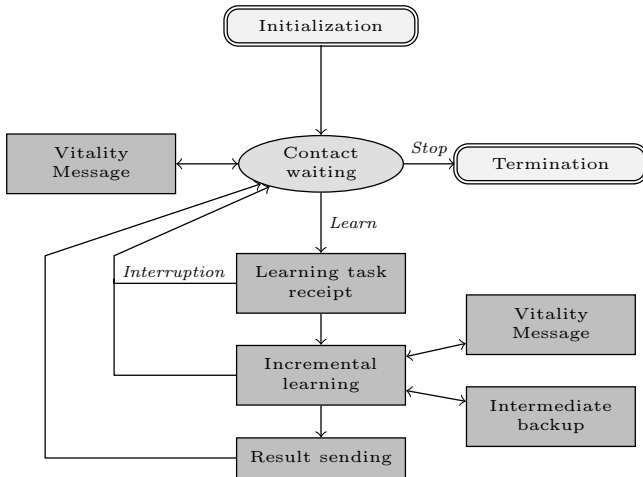 Initialization
Vitality
Message
Contact
waiting
Stop
Termination
Learn
Interruption
Learning task
receipt
Vitality
Message
Incremental
learning
Intermediate
backup
Result sending